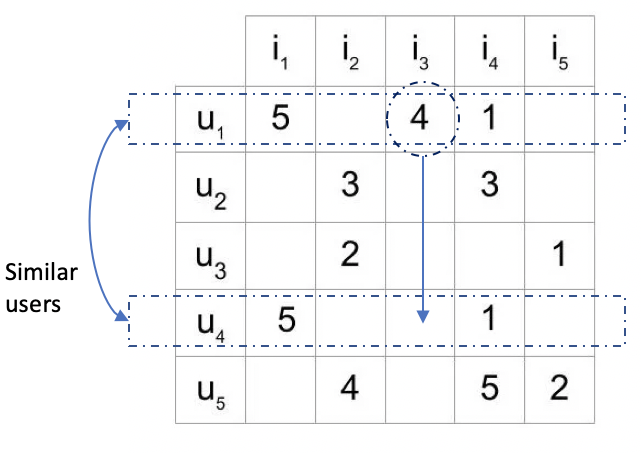 i1 i2 i3 i4 i5
u1 5 4 1
u2 3 3
u3 2 1
Similar
users
u4 5 1
u5 4 5 2